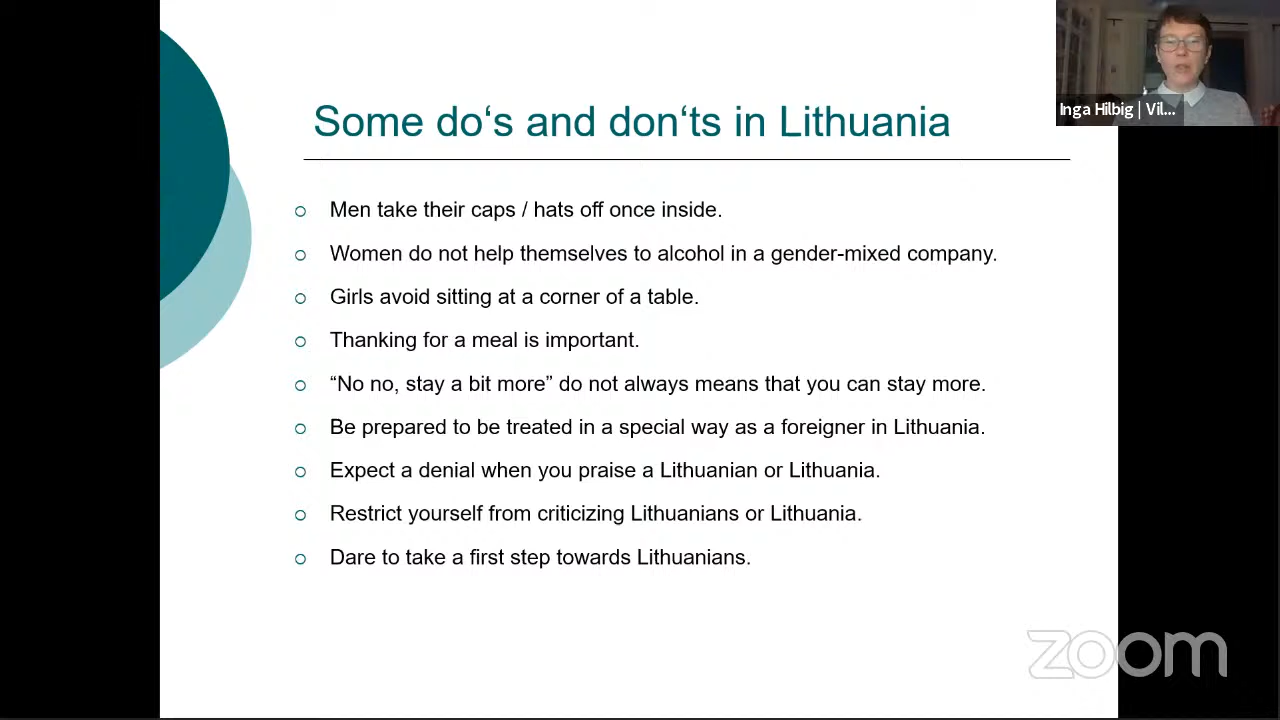 Some do‘s and don‘ts in Lithuania
Inga Hilbig | Vil...
Men take their caps / hats off once inside.
Women do not help themselves to alcohol in a gender-mixed company.
Girls avoid sitting at a corner of a table.
Thanking for a meal is important.
“No no, stay a bit more” do not always means that you can stay more.
Be prepared to be treated in a special way as a foreigner in Lithuania.
Expect a denial when you praise a Lithuanian or Lithuania.
Restrict yourself from criticizing Lithuanians or Lithuania.
Dare to take a first step towards Lithuanians.
zoom